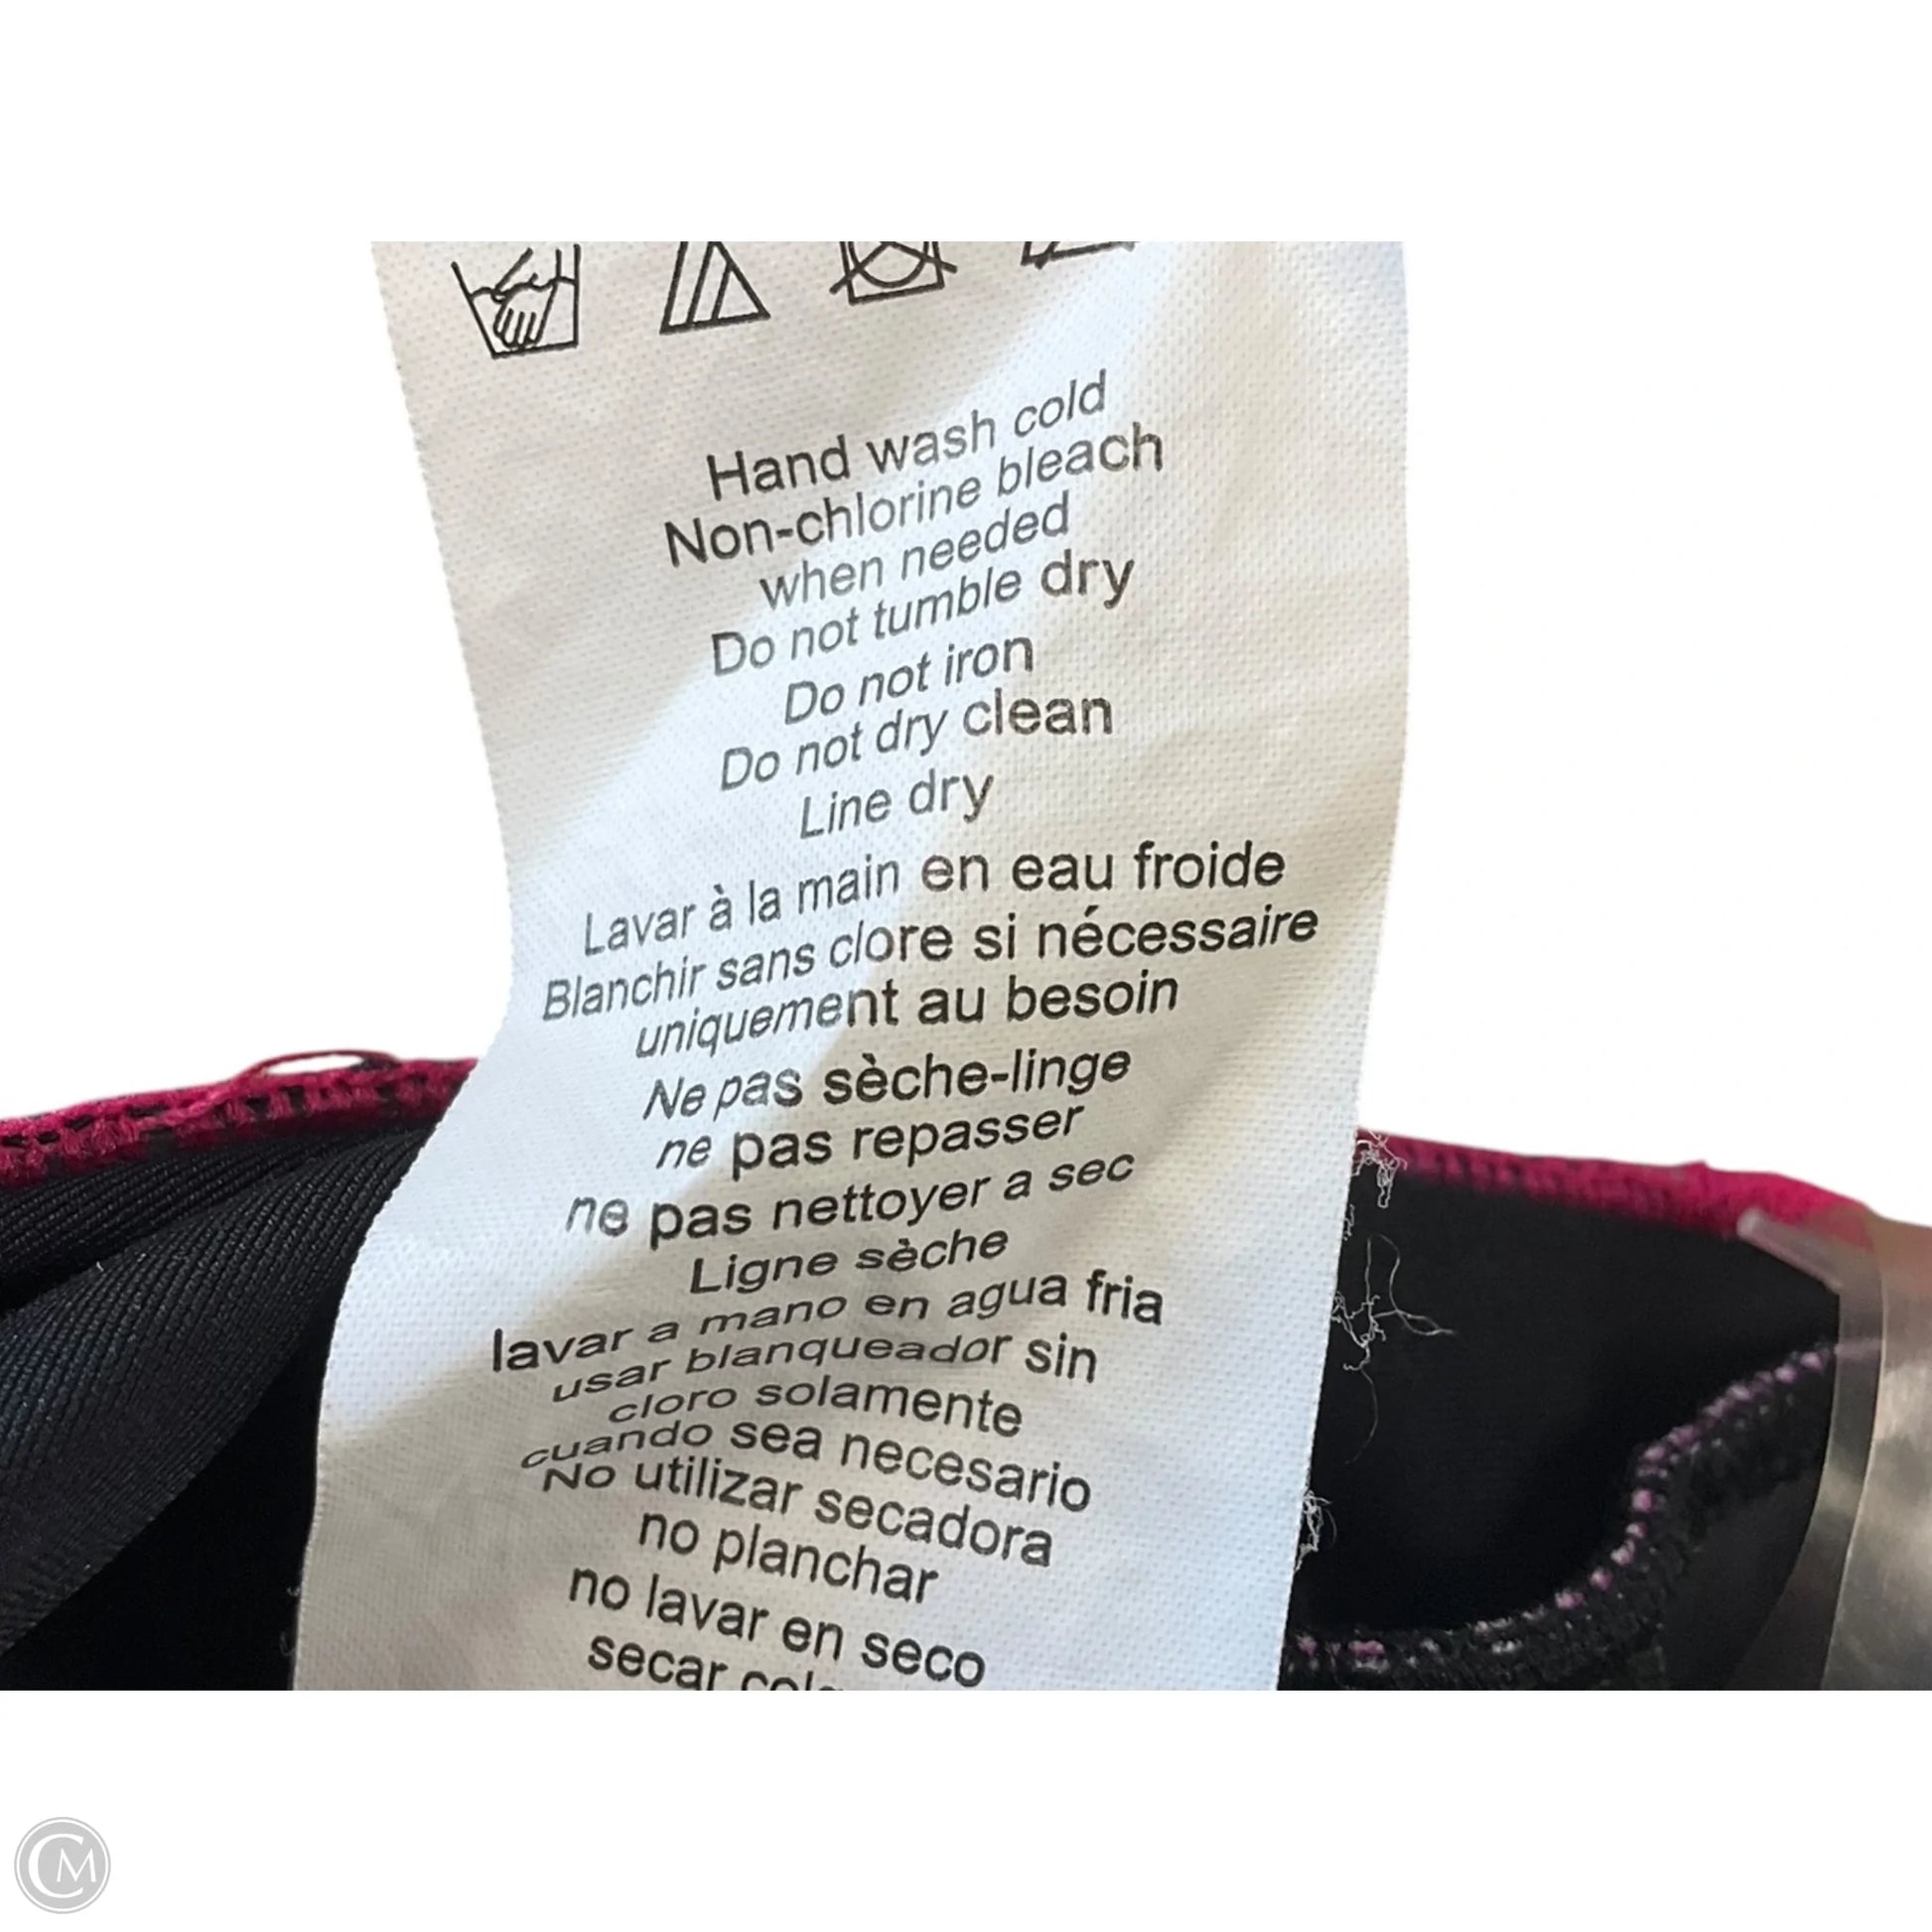 Hand wash cold
Non-chlorine bleach
when needed
Do not tumble dry
Do not iron
Do not dry clean
Line dry
Lavar à la main en eau froide
Blanchir sans clore si nécessaire
uniquement au besoin
Ne pas sèche-linge
ne pas repasser
ne pas nettoyer a sec
Ligne sèche
lavar a mano en agua fria
usar blanqueador sin
cloro solamente
cuando sea necesario
No utilizar secadora
no planchar
no lavar en seco
secar
CM